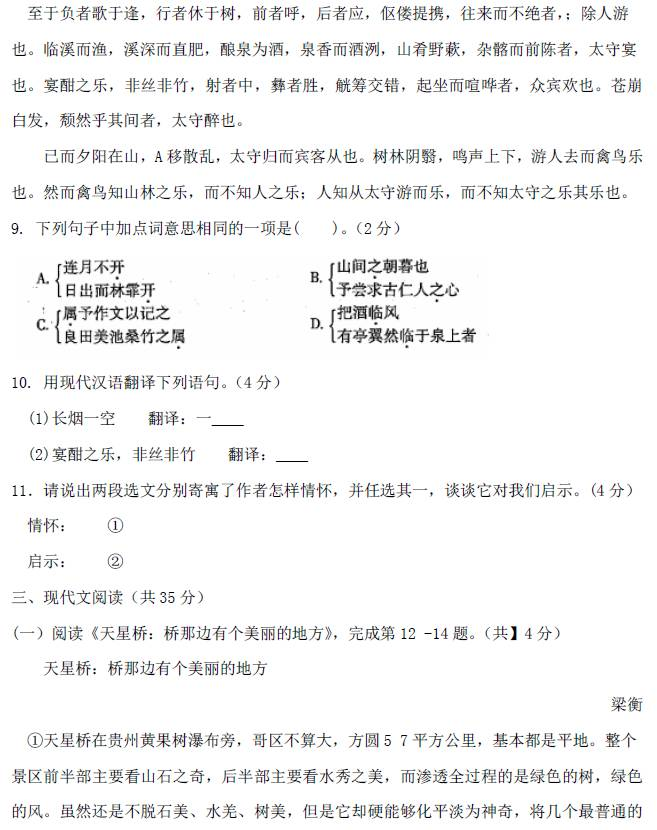 至于负者歌于逢，行者休于树，前者呼，后者应，伛偻提携，往来而不绝者，；除人游
也。临溪而渔，溪深而直肥，酿泉为酒，泉香而酒洌，山肴野蔌，杂髂而前陈者，太守宴
也。宴酣之乐，非丝非竹，射者中，彝者胜，觥筹交错，起坐而喧哗者，众宾欢也。苍崩
白发，颓然乎其间者，太守醉也。
已而夕阳在山，A移散乱，太守归而宾客从也。树林阴翳，鸣声上下，游人去而禽鸟乐
也。然而禽鸟知山林之乐，而不知人之乐；人知从太守游而乐，而不知太守之乐其乐也。
9. 下列句子中加点词意思相同的一项是(    )。（2分）
A. 连月不开
日出而林霏开
B. 山间之朝暮也
予尝求古仁人之心
C. 属予作文以记之
良田美池桑竹之属
D. 把酒临风
有亭翼然临于泉上者
10. 用现代汉语翻译下列语句。（4分）
(1)长烟一空    翻译：一____
(2)宴酣之乐，非丝非竹    翻译：____
11．请说出两段选文分别寄寓了作者怎样情怀，并任选其一，谈谈它对我们启示。(4分）
情怀：    ①
启示：    ②
三、现代文阅读（共35分）
(一）阅读《天星桥：桥那边有个美丽的地方》，完成第12 -14题。（共】4分）
天星桥：桥那边有个美丽的地方
梁衡
①天星桥在贵州黄果树瀑布旁，哥区不算大，方圆5 7平方公里，基本都是平地。整个
景区前半部主要看山石之奇，后半部主要看水秀之美，而渗透全过程的是绿色的树，绿色
的风。虽然还是不脱石美、水羌、树美，但是它却硬能够化平淡为神奇，将几个最普通的